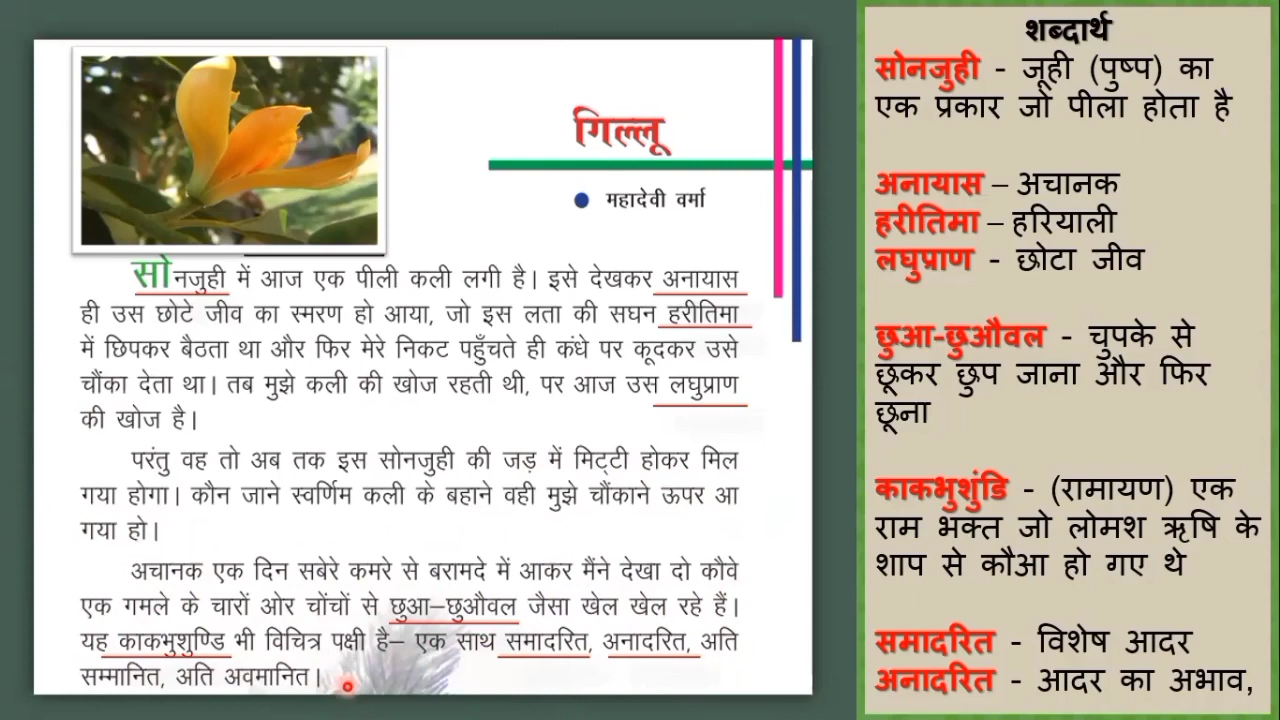 गिल्लू
● महादेवी वर्मा
सोनजुही में आज एक पीली कली लगी है। इसे देखकर अनायास
ही उस छोटे जीव का स्मरण हो आया, जो इस लता की सघन हरीतिमा
में छिपकर बैठता था और फिर मेरे निकट पहुँचते ही कंधे पर कूदकर उसे
चौंका देता था। तब मुझे कली की खोज रहती थी, पर आज उस लघुप्राण
की खोज है।
परंतु वह तो अब तक इस सोनजुही की जड़ में मिट्टी होकर मिल
गया होगा। कौन जाने स्वर्णिम कली के बहाने वही मुझे चौंकाने ऊपर आ
गया हो।
अचानक एक दिन सबेरे कमरे से बरामदे में आकर मैंने देखा दो कौवे
एक गमले के चारों ओर चोंचों से छुआ–छुऔवल जैसा खेल खेल रहे हैं।
यह काकभुशुण्डि भी विचित्र पक्षी है– एक साथ समादरित, अनादरित, अति
सम्मानित, अति अवमानित।
शब्दार्थ
सोनजुही - जूही (पुष्प) का
एक प्रकार जो पीला होता है
अनायास – अचानक
हरीतिमा – हरियाली
लघुप्राण - छोटा जीव
छुआ-छुऔवल - चुपके से
छूकर छुप जाना और फिर
छूना
काकभुशुंडि - (रामायण) एक
राम भक्त जो लोमश ऋषि के
शाप से कौआ हो गए थे
समादरित - विशेष आदर
अनादरित - आदर का अभाव,